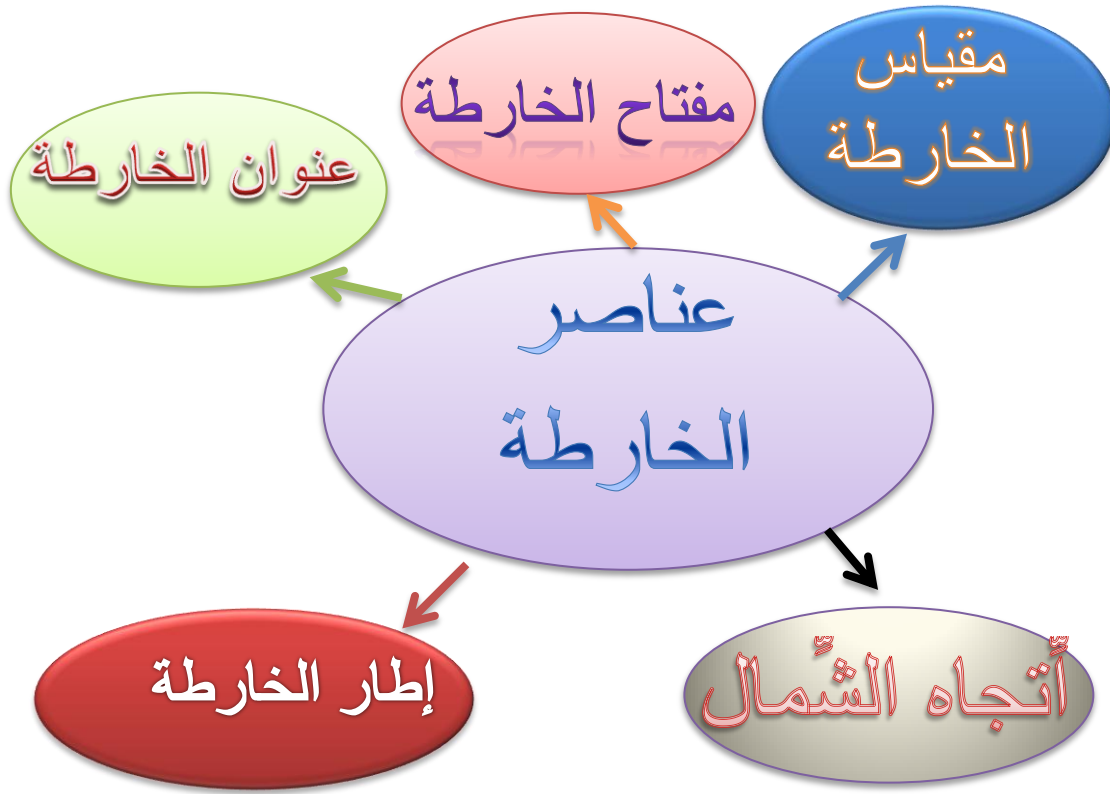 مقياس
الخارطة
مفتاح الخارطة
عنوان الخارطة
عناصر
الخارطة
أتجاه الشمال
إطار الخارطة